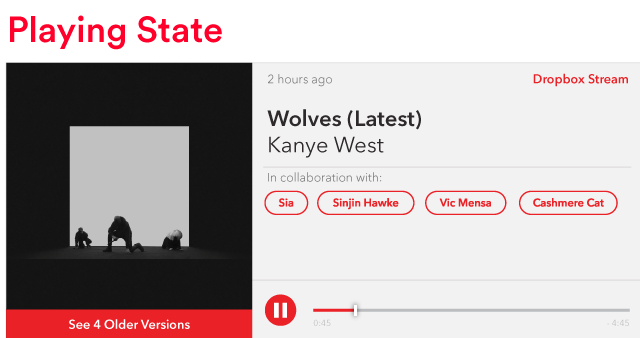 Playing State
2 hours ago
Dropbox Stream
Wolves (Latest)
Kanye West
In collaboration with:
Sia
Sinjin Hawke
Vic Mensa
Cashmere Cat
See 4 Older Versions
0:45
- 4:45